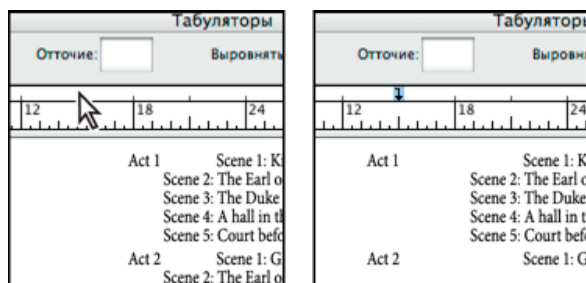 Табуляторы
Отточие:
Выровнять
12 18 24
Act 1 Scene 1: K
Scene 2: The Earl o
Scene 3: The Duke
Scene 4: A hall in th
Scene 5: Court befo
Act 2 Scene 1: G
Scene 2: The Earl o
Табуляторы
Отточие:
Выровн
12 18 24
Act 1 Scene 1: K
Scene 2: The Earl o
Scene 3: The Duke
Scene 4: A hall in t
Scene 5: Court befo
Act 2 Scene 1: G